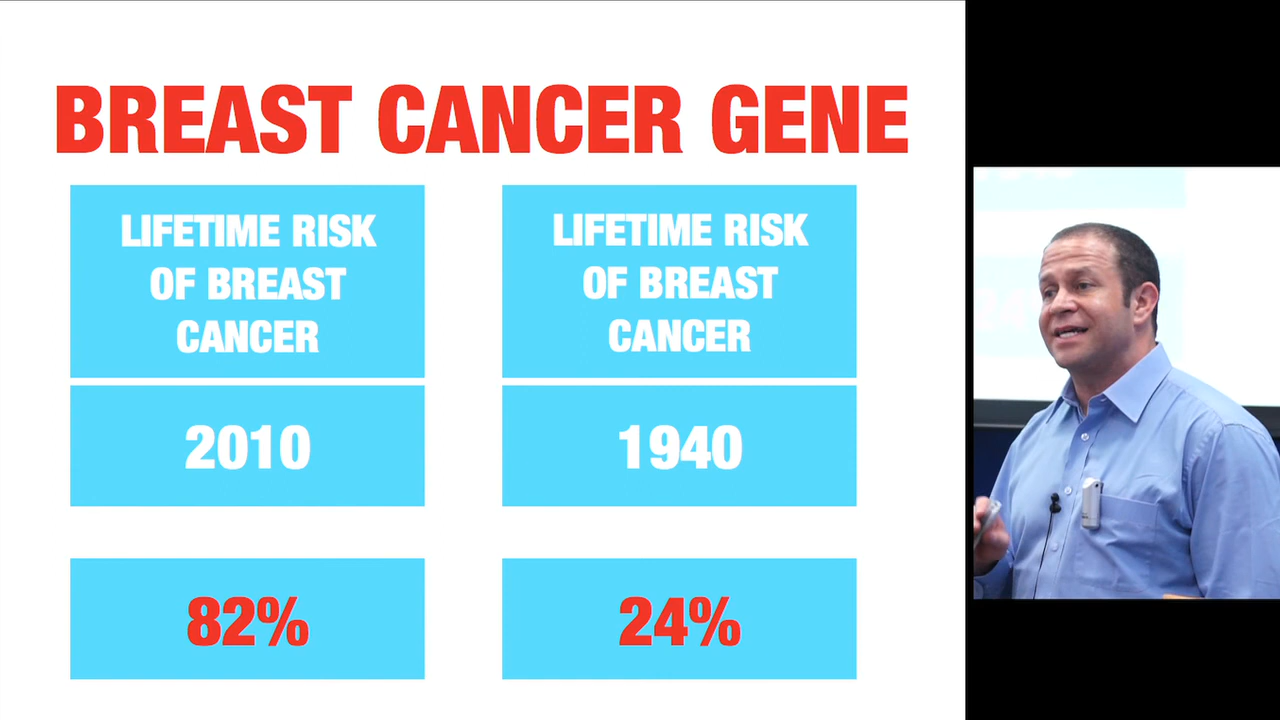 BREAST CANCER GENE
LIFETIME RISK
OF BREAST
CANCER
LIFETIME RISK
OF BREAST
CANCER
2010
1940
82%
24%